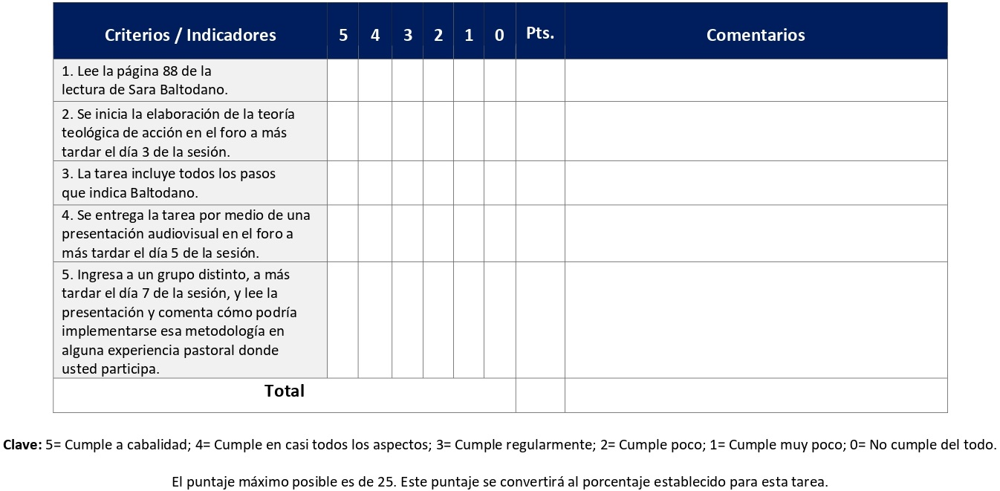 Criterios / Indicadores 5 4 3 2 1 0 Pts. Comentarios
1. Lee la página 88 de la
lectura de Sara Baltodano.
2. Se inicia la elaboración de la teoría
teológica de acción en el foro a más
tardar el día 3 de la sesión.
3. La tarea incluye todos los pasos
que indica Baltodano.
4. Se entrega la tarea por medio de una
presentación audiovisual en el foro a
más tardar el día 5 de la sesión.
5. Ingresa a un grupo distinto, a más
tardar el día 7 de la sesión, y lee la
presentación y comenta cómo podría
implementarse esa metodología en
alguna experiencia pastoral donde
usted participa.
Total
Clave: 5= Cumple a cabalidad; 4= Cumple en casi todos los aspectos; 3= Cumple regularmente; 2= Cumple poco; 1= Cumple muy poco; 0= No cumple del todo.
El puntaje máximo posible es de 25. Este puntaje se convertirá al porcentaje establecido para esta tarea.